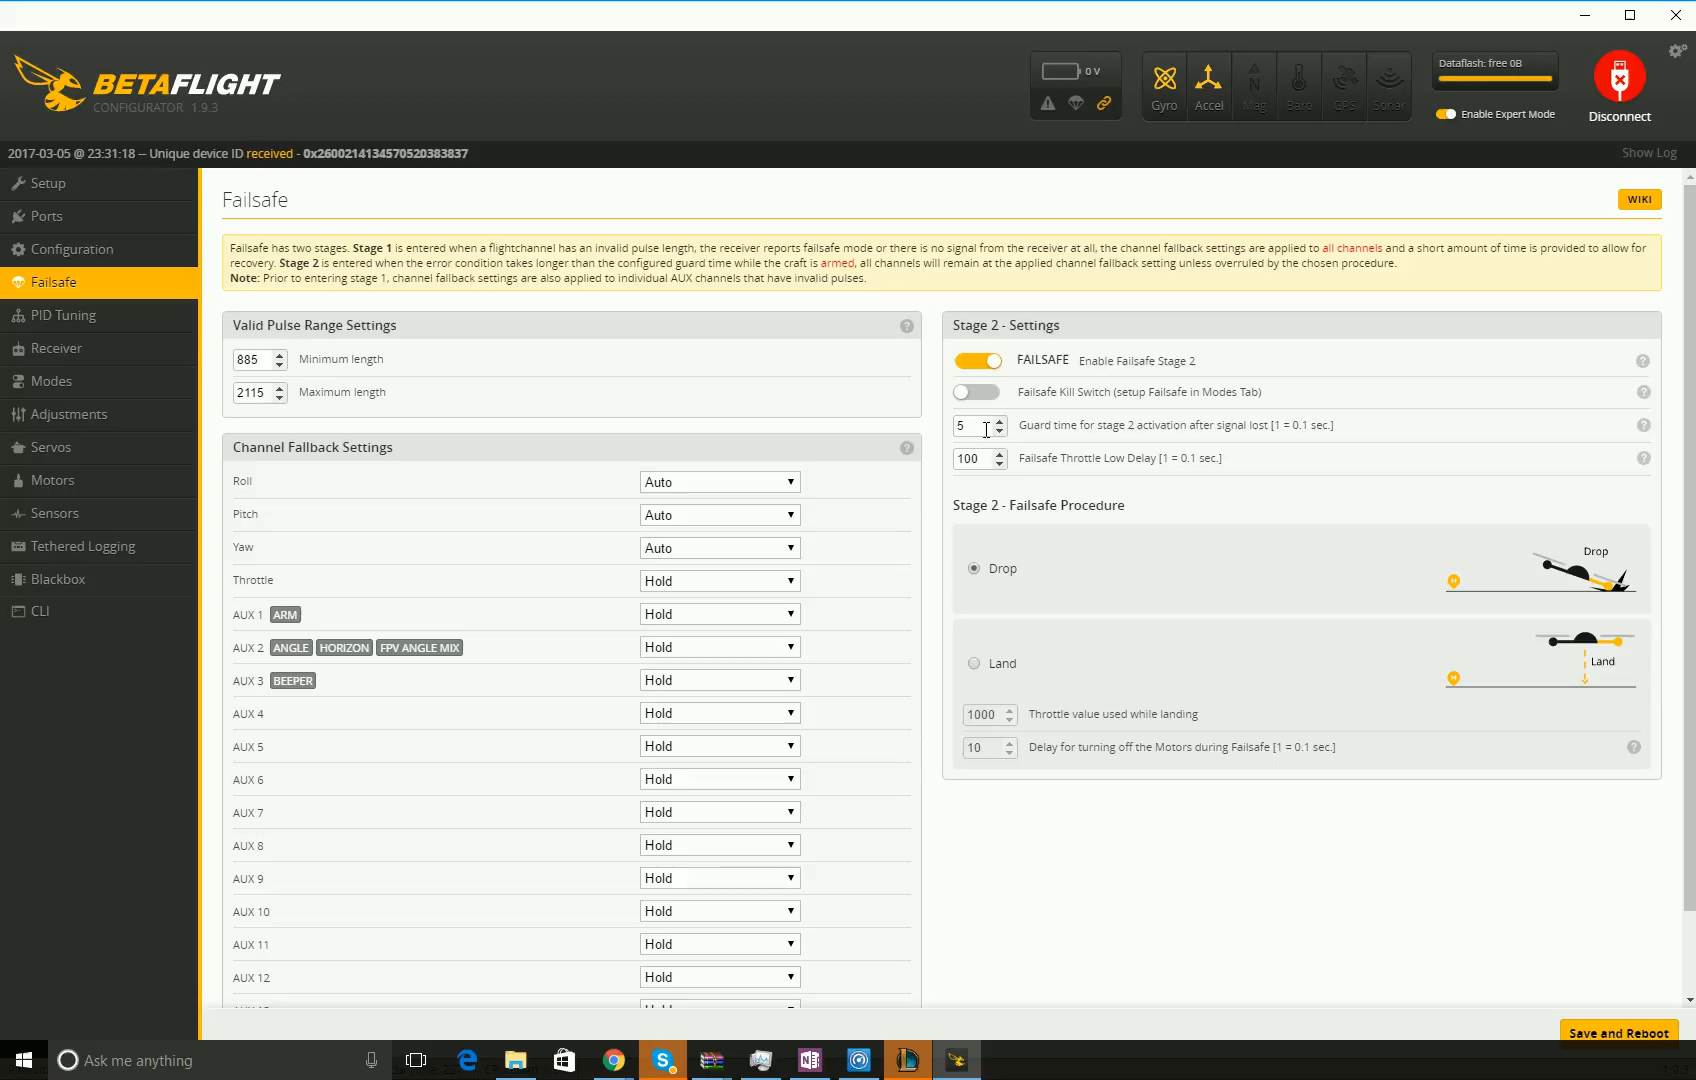 BETAFLIGHT
CONFIGURATOR 1.9.3
0 V
Gyro
Accel
Mag
Baro
GPS
Sonar
Dataflash: free 0B
Enable Expert Mode
Disconnect
2017-03-05 @ 23:31:18 -- Unique device ID received - 0x2600214134570520383837
Show Log
Setup
Ports
Configuration
Failsafe
PID Tuning
Receiver
Modes
Adjustments
Servos
Motors
Sensors
Tethered Logging
Blackbox
CLI
Failsafe
WIKI
Failsafe has two stages. Stage 1 is entered when a flightchannel has an invalid pulse length, the receiver reports failsafe mode or there is no signal from the receiver at all, the channel fallback settings are applied to all channels and a short amount of time is provided to allow for
recovery. Stage 2 is entered when the error condition takes longer than the configured guard time while the craft is armed, all channels will remain at the applied channel fallback setting unless overruled by the chosen procedure.
Note: Prior to entering stage 1, channel fallback settings are also applied to individual AUX channels that have invalid pulses.
Valid Pulse Range Settings
885 Minimum length
2115 Maximum length
Channel Fallback Settings
Roll Auto
Pitch Auto
Yaw Auto
Throttle Hold
AUX 1 ARM Hold
AUX 2 ANGLE HORIZON FPV ANGLE MIX Hold
AUX 3 BEEPER Hold
AUX 4 Hold
AUX 5 Hold
AUX 6 Hold
AUX 7 Hold
AUX 8 Hold
AUX 9 Hold
AUX 10 Hold
AUX 11 Hold
AUX 12 Hold
Stage 2 - Settings
FAILSAFE Enable Failsafe Stage 2
Failsafe Kill Switch (setup Failsafe in Modes Tab)
5 Guard time for stage 2 activation after signal lost [1 = 0.1 sec.]
100 Failsafe Throttle Low Delay [1 = 0.1 sec.]
Stage 2 - Failsafe Procedure
Drop
Drop
H
Land
Land
H
1000 Throttle value used while landing
10 Delay for turning off the Motors during Failsafe [1 = 0.1 sec.]
Save and Reboot
Ask me anything